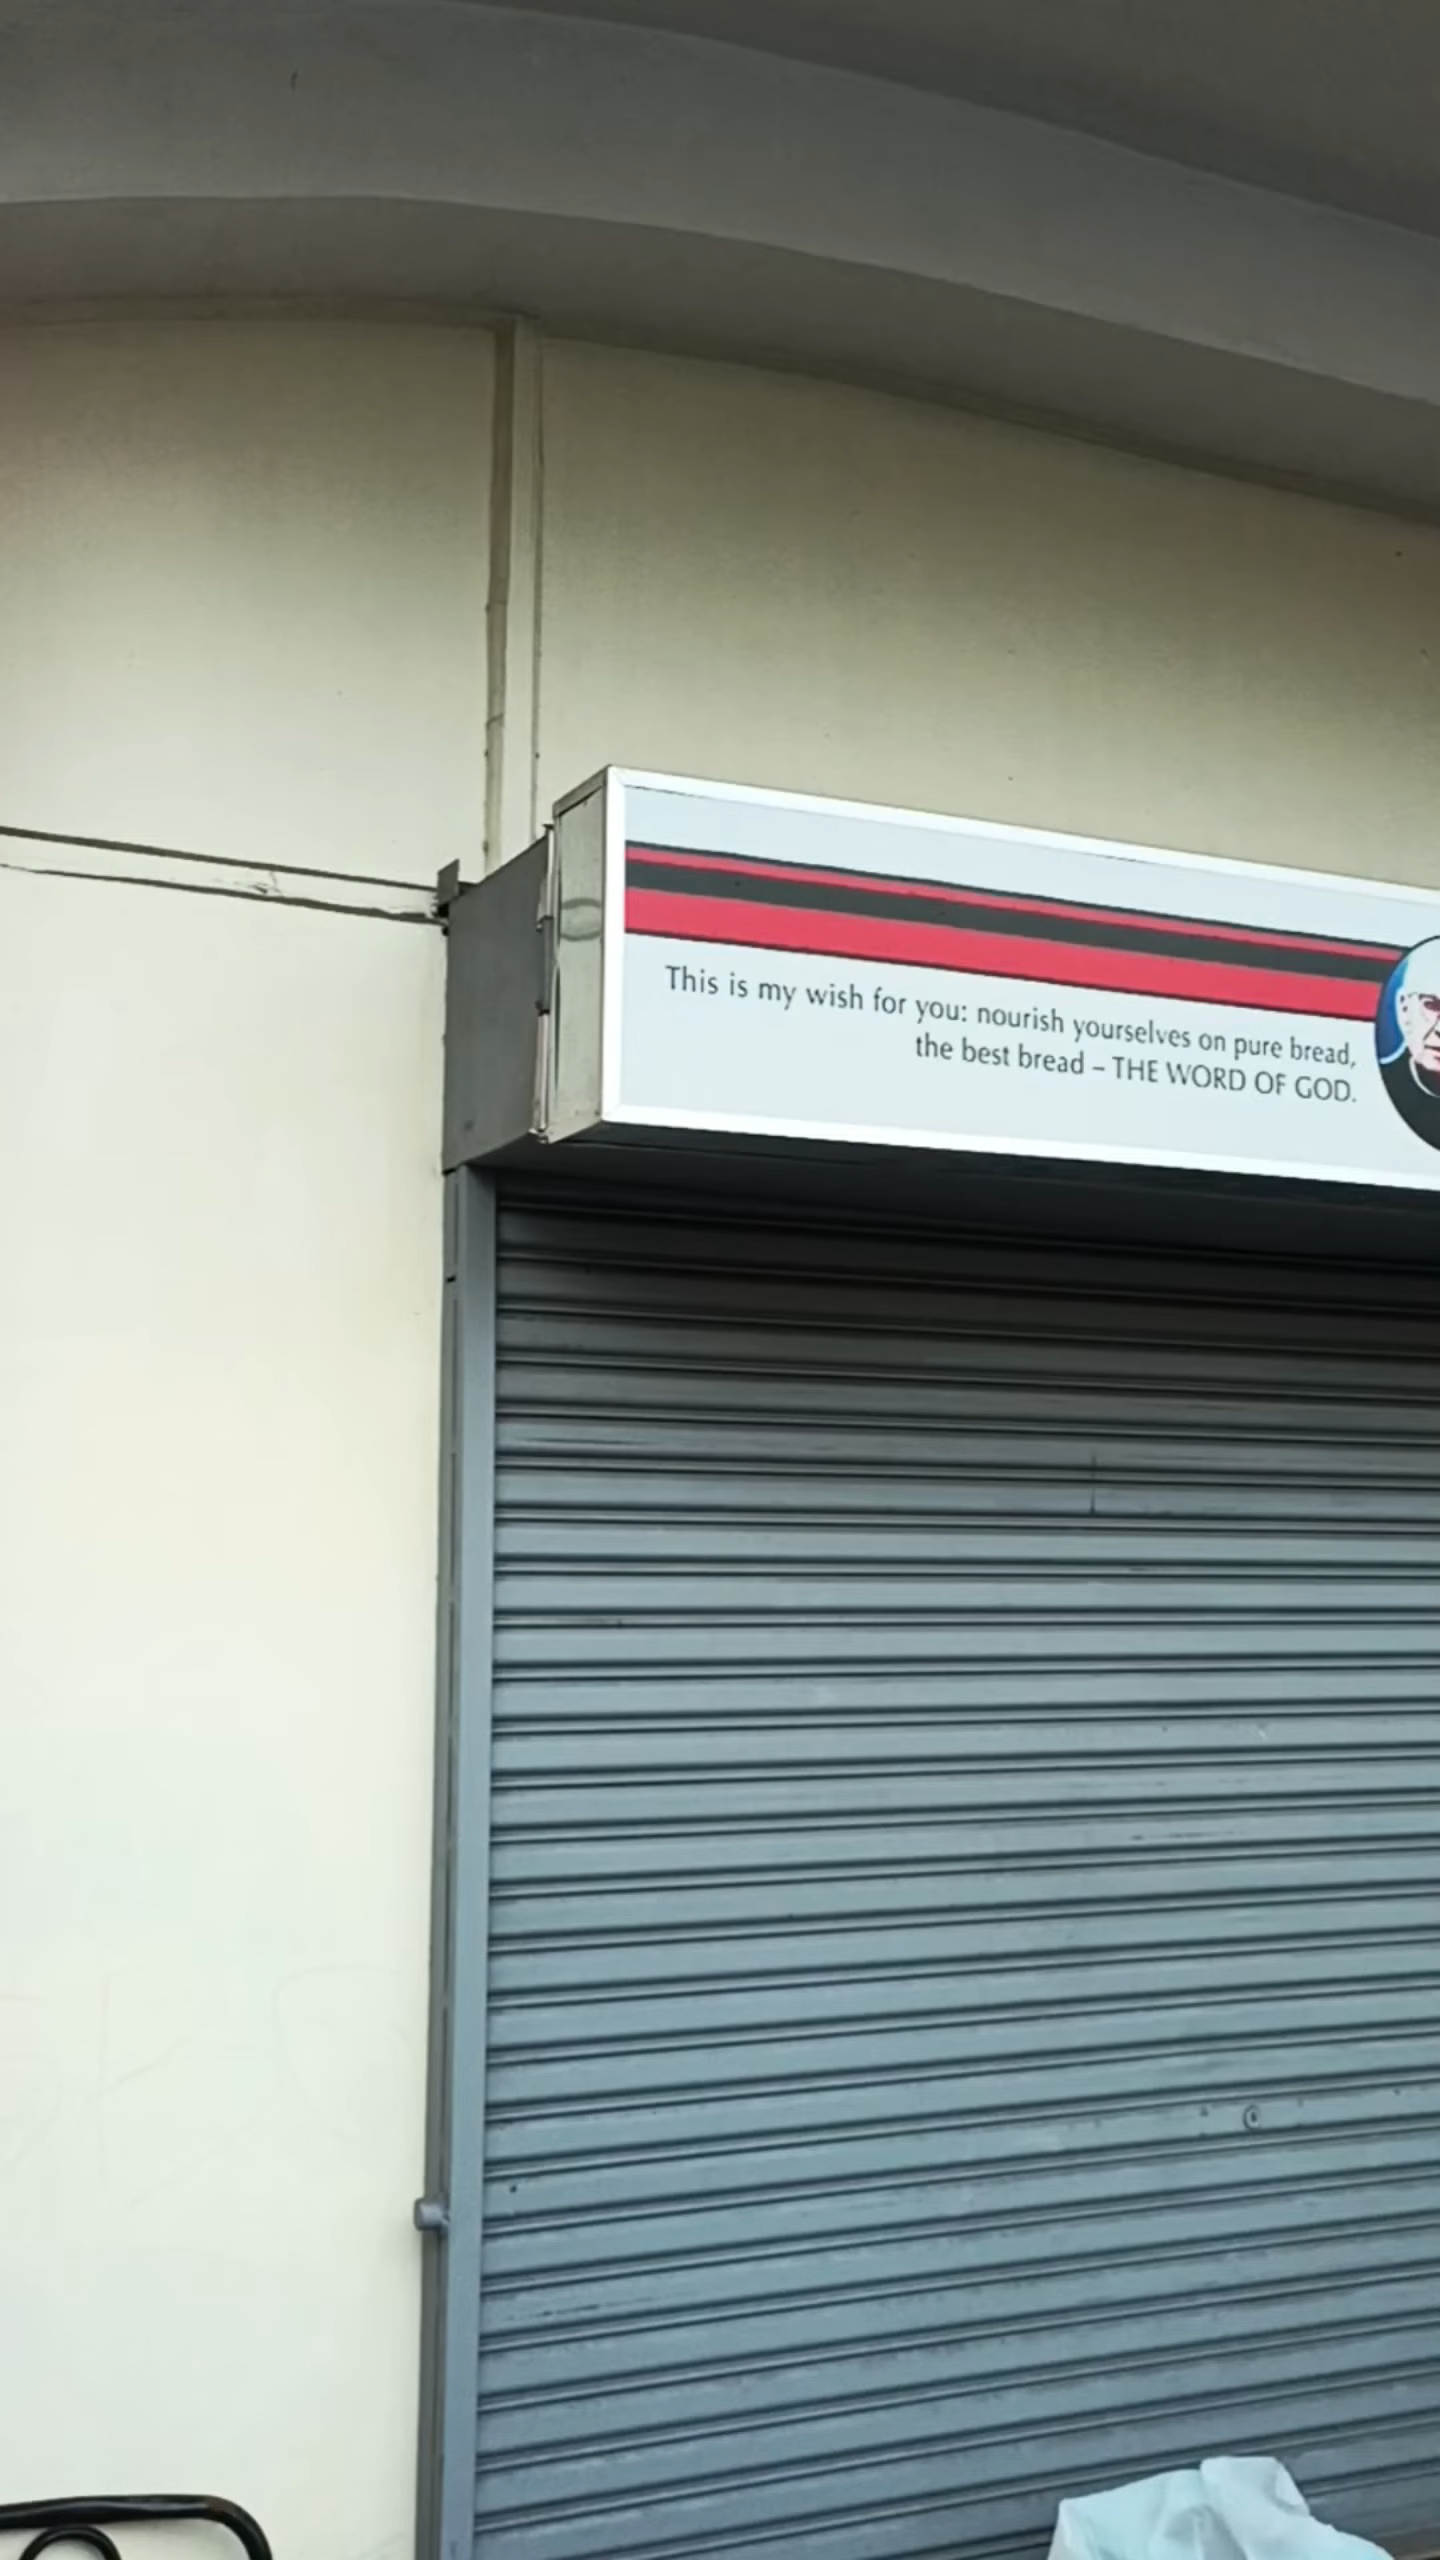 This is my wish for you: nourish yourselves on pure bread,
the best bread – THE WORD OF GOD.